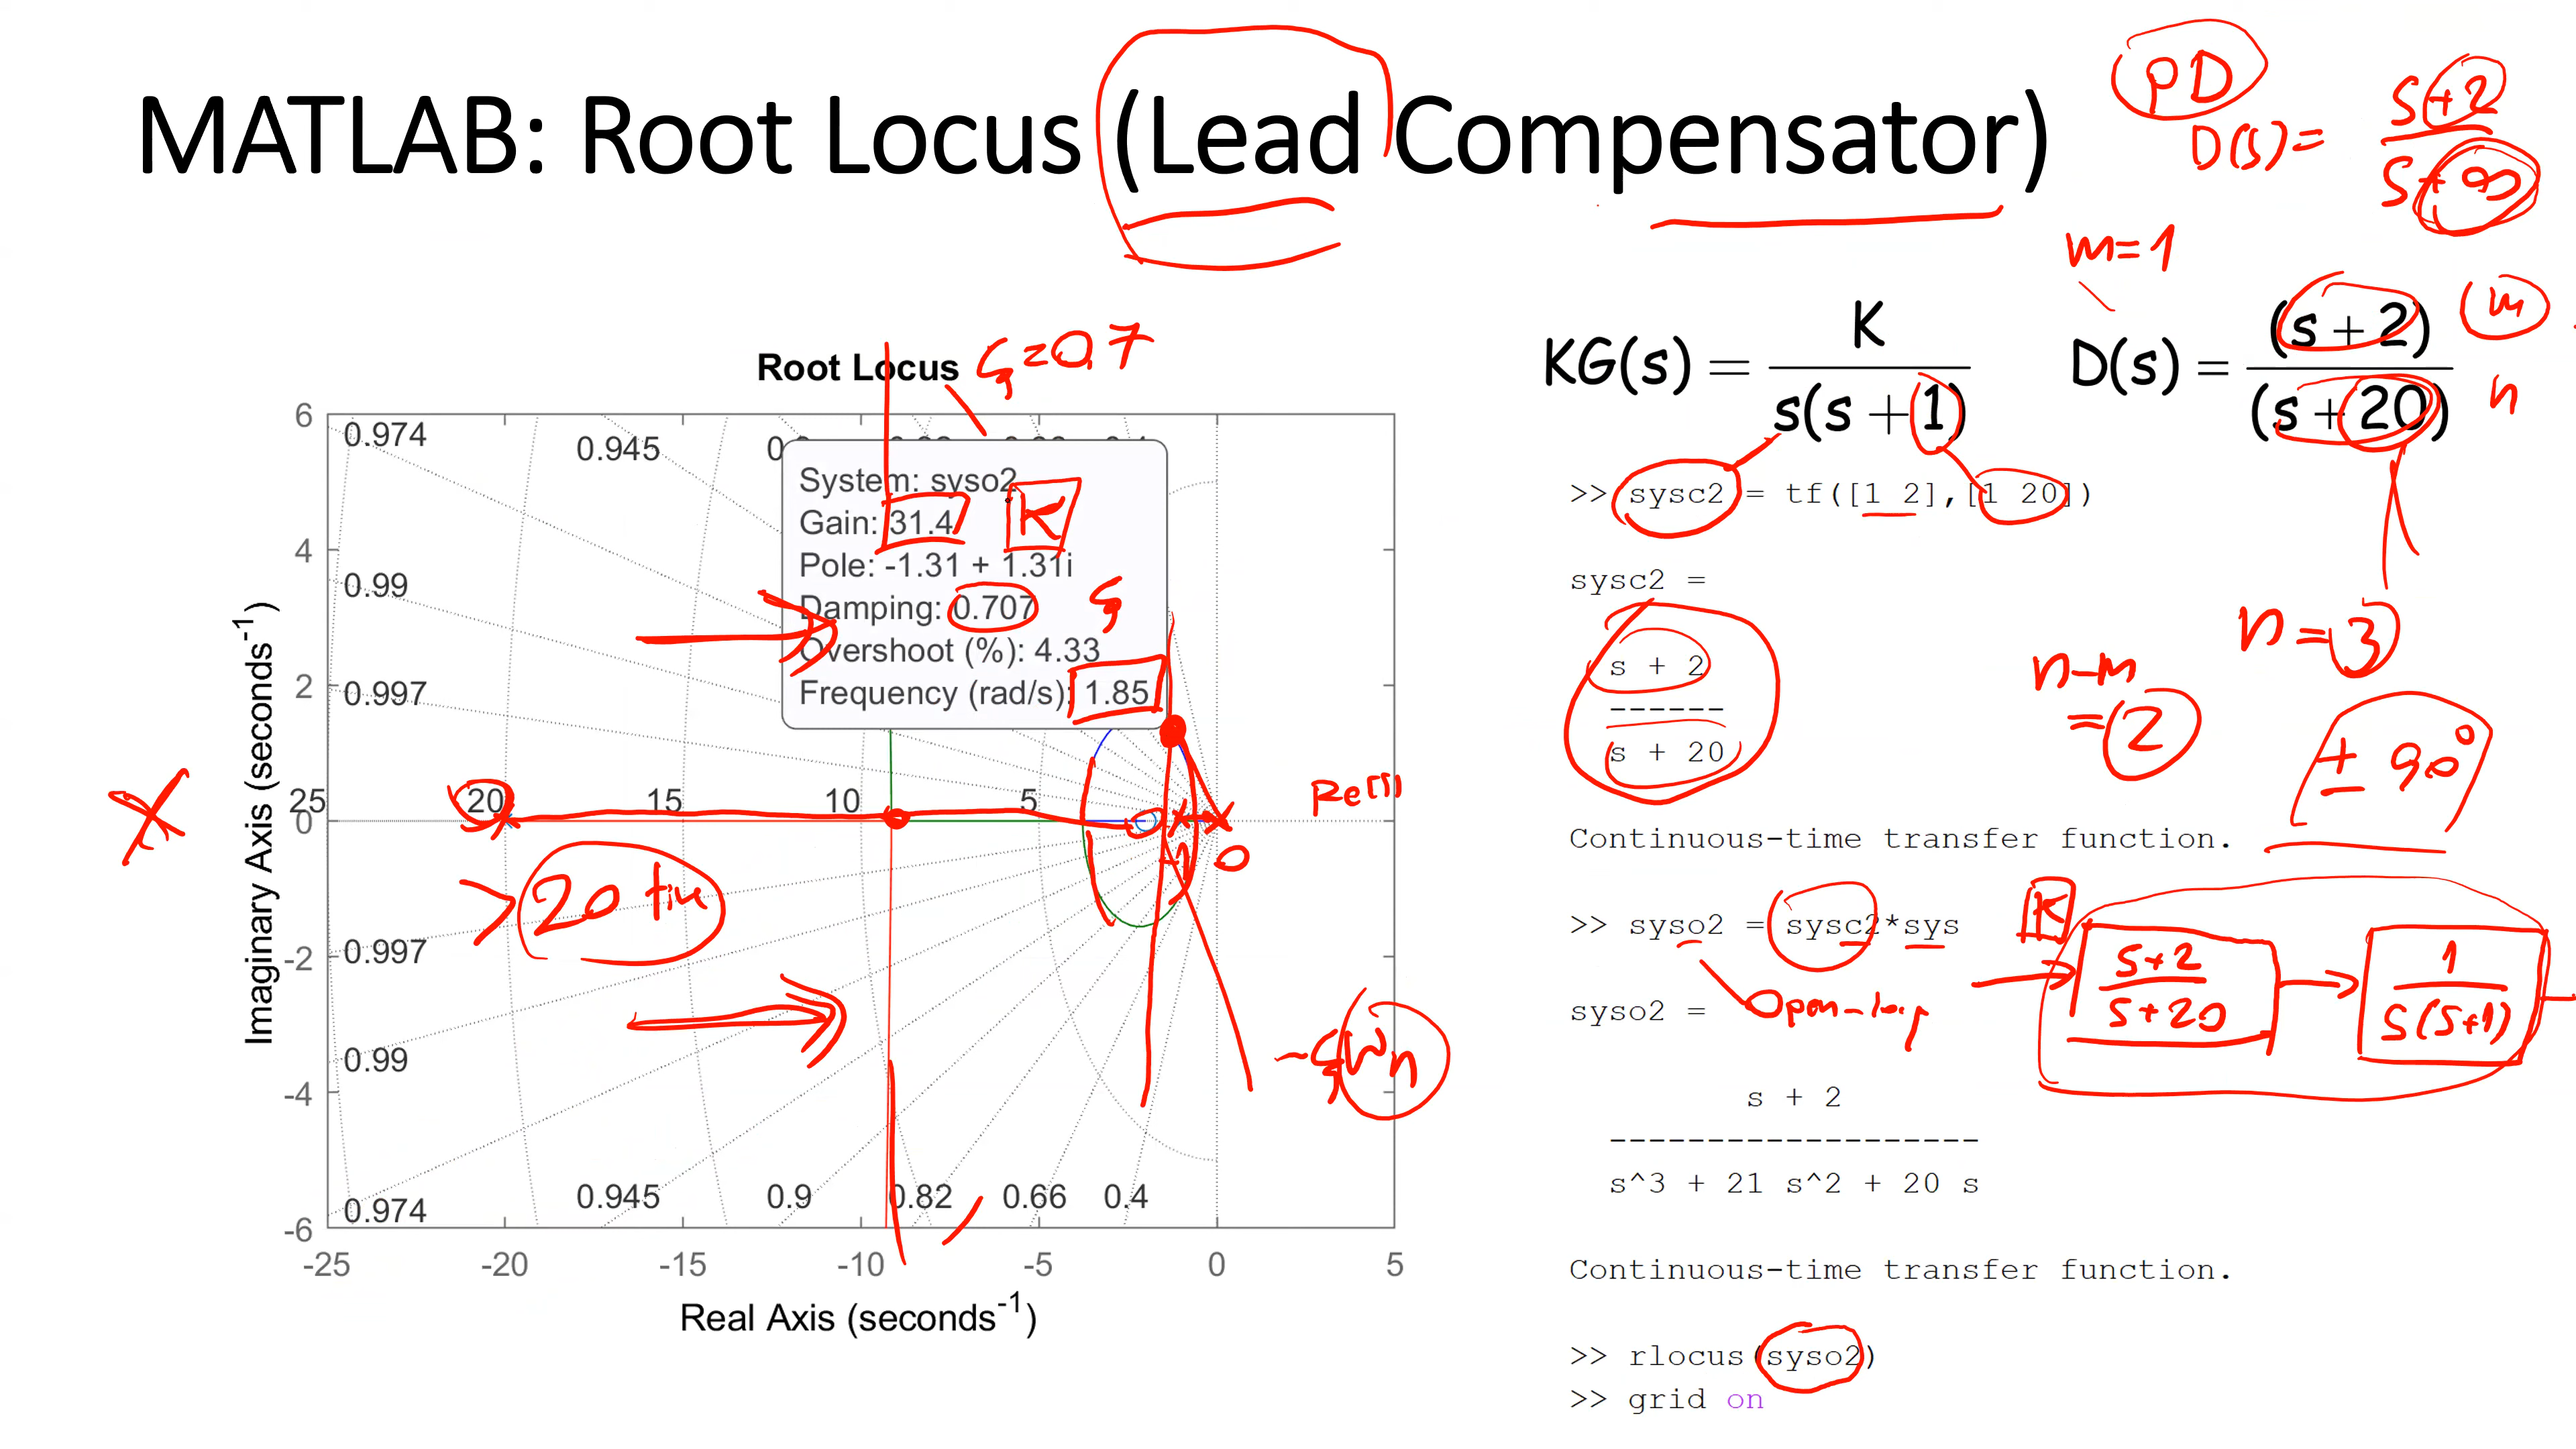 MATLAB: Root Locus (Lead Compensator)
PD
D(s) = s+2
s+∞
m=1
KG(s) = K
s(s + 1)
D(s) = (s + 2)
(s + 20)
m
n
Root Locus
ζ=0,7
6
4
2
0
-2
-4
-6
-25
-20
-15
-10
-5
0
5
Imaginary Axis (seconds⁻¹)
Real Axis (seconds⁻¹)
0.974
0.945
0.99
0.997
25
20
15
10
5
0.997
0.99
0.974
0.945
0.9
0.82
0.66
0.4
System: syso2
Gain: 31.4
K
Pole: -1.31 + 1.31i
Damping: 0.707
ζ
Overshoot (%): 4.33
Frequency (rad/s): 1.85
Re[s]
-1
0
> 20
-ζωn
>> sysc2 = tf([1 2],[1 20])
sysc2 =
s + 2
------
s + 20
Continuous-time transfer function.
n=3
n-m
=2
± 90°
>> syso2 = sysc2*sys
syso2 =
Open-loop
K
s+2
s+20
1
s(s+1)
s + 2
-------------------
s^3 + 21 s^2 + 20 s
Continuous-time transfer function.
>> rlocus(syso2)
>> grid on